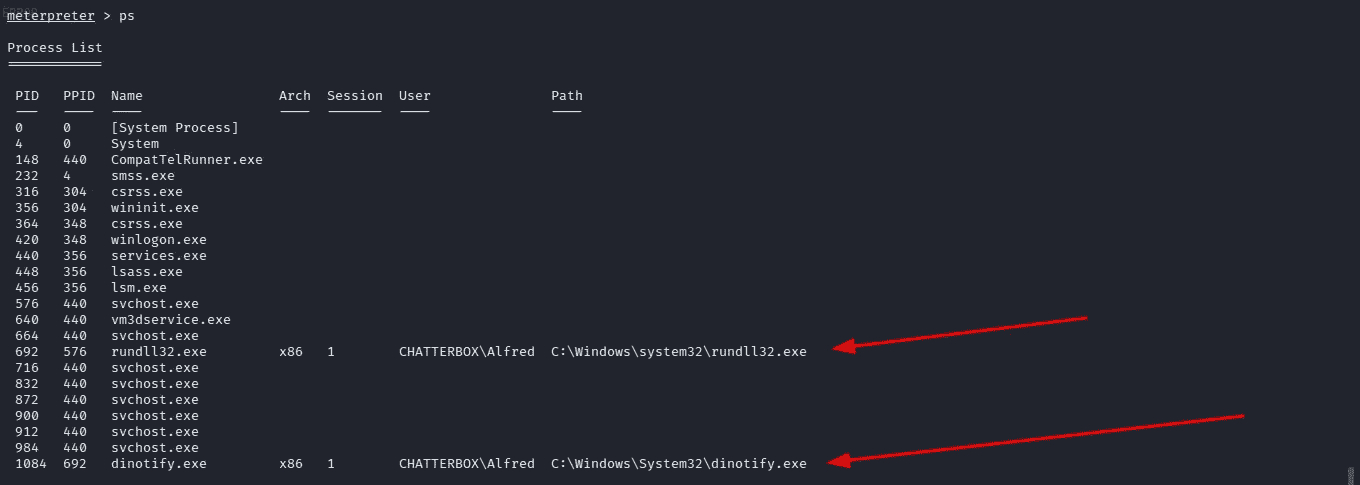 meterpreter > ps
Process List
PID PPID Name Arch Session User Path
0 0 [System Process]
4 0 System
148 440 CompatTelRunner.exe
232 4 smss.exe
316 304 csrss.exe
356 304 wininit.exe
364 348 csrss.exe
420 348 winlogon.exe
440 356 services.exe
448 356 lsass.exe
456 356 lsm.exe
576 440 svchost.exe
640 440 vm3dservice.exe
664 440 svchost.exe
692 576 rundll32.exe x86 1 CHATTERBOX\Alfred C:\Windows\system32\rundll32.exe
716 440 svchost.exe
832 440 svchost.exe
872 440 svchost.exe
900 440 svchost.exe
912 440 svchost.exe
984 440 svchost.exe
1084 692 dinotify.exe x86 1 CHATTERBOX\Alfred C:\Windows\System32\dinotify.exe